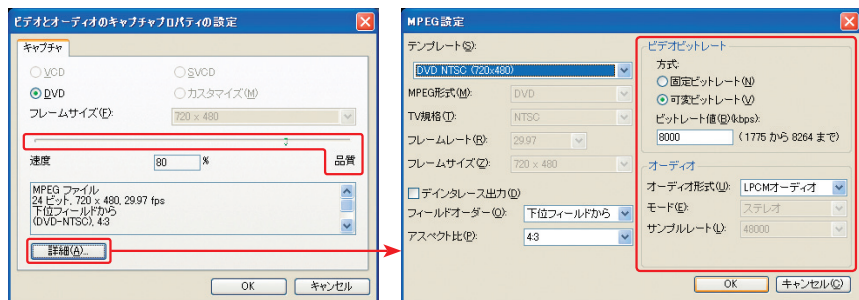 ビデオとオーディオのキャプチャプロパティの設定
キャプチャ
VCD
SVCD
DVD
カスタマイズ(M)
フレームサイズ(F):
720 x 480
速度
80
%
品質
MPEG ファイル
24 ビット, 720 x 480, 29.97 fps
下位フィールドから
(DVD-NTSC), 4:3
詳細(A)...
OK
キャンセル
MPEG設定
テンプレート(S):
DVD NTSC (720x480)
MPEG形式(M):
DVD
TV規格(T):
NTSC
フレームレート(R):
29.97
フレームサイズ(Z):
720 x 480
デインタレース出力(D)
フィールドオーダー(O):
下位フィールドから
アスペクト比(P):
4:3
ビデオビットレート
方式:
固定ビットレート(N)
可変ビットレート(V)
ビットレート値(B)(kbps):
8000
(1775 から 8264 まで)
オーディオ
オーディオ形式(U):
LPCMオーディオ
モード(E):
ステレオ
サンプルレート(L):
48000
OK
キャンセル(C)